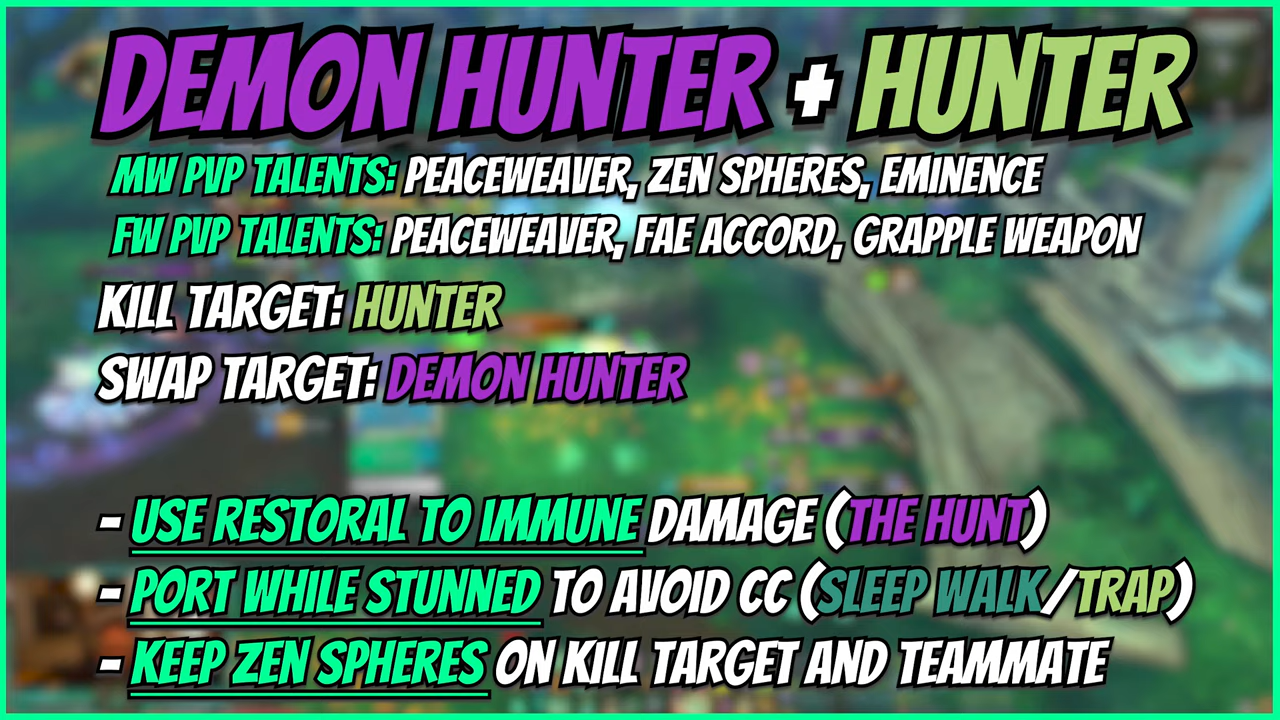 DEMON HUNTER + HUNTER
MW PVP TALENTS: PEACEWEAVER, ZEN SPHERES, EMINENCE
FW PVP TALENTS: PEACEWEAVER, FAE ACCORD, GRAPPLE WEAPON
KILL TARGET: HUNTER
SWAP TARGET: DEMON HUNTER
- USE RESTORAL TO IMMUNE DAMAGE (THE HUNT)
- PORT WHILE STUNNED TO AVOID CC (SLEEP WALK/TRAP)
- KEEP ZEN SPHERES ON KILL TARGET AND TEAMMATE